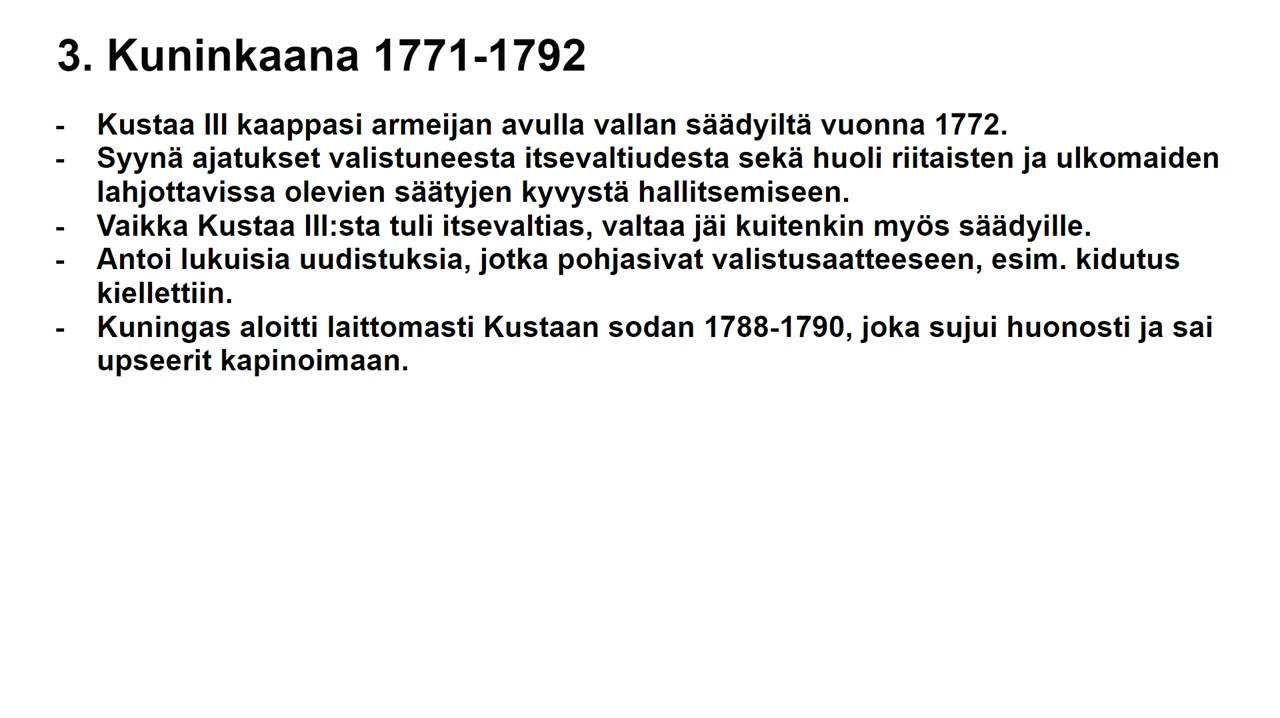 3. Kuninkaana 1771-1792
- Kustaa III kaappasi armeijan avulla vallan säädyiltä vuonna 1772.
- Syynä ajatukset valistuneesta itsevaltiudesta sekä huoli riitaisten ja ulkomaiden
lahjottavissa olevien säätyjen kyvystä hallitsemiseen.
- Vaikka Kustaa III:sta tuli itsevaltias, valtaa jäi kuitenkin myös säädyille.
- Antoi lukuisia uudistuksia, jotka pohjasivat valistusaatteeseen, esim. kidutus
kiellettiin.
- Kuningas aloitti laittomasti Kustaan sodan 1788-1790, joka sujui huonosti ja sai
upseerit kapinoimaan.